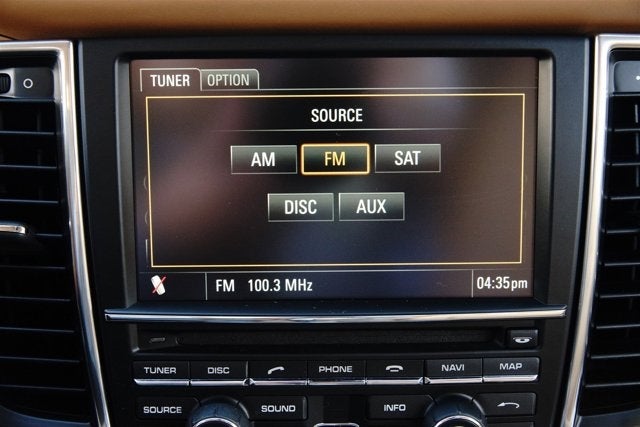 TUNER OPTION
SOURCE
AM FM SAT
DISC AUX
FM 100.3 MHz 04:35pm
TUNER DISC PHONE NAVI MAP
SOURCE SOUND INFO